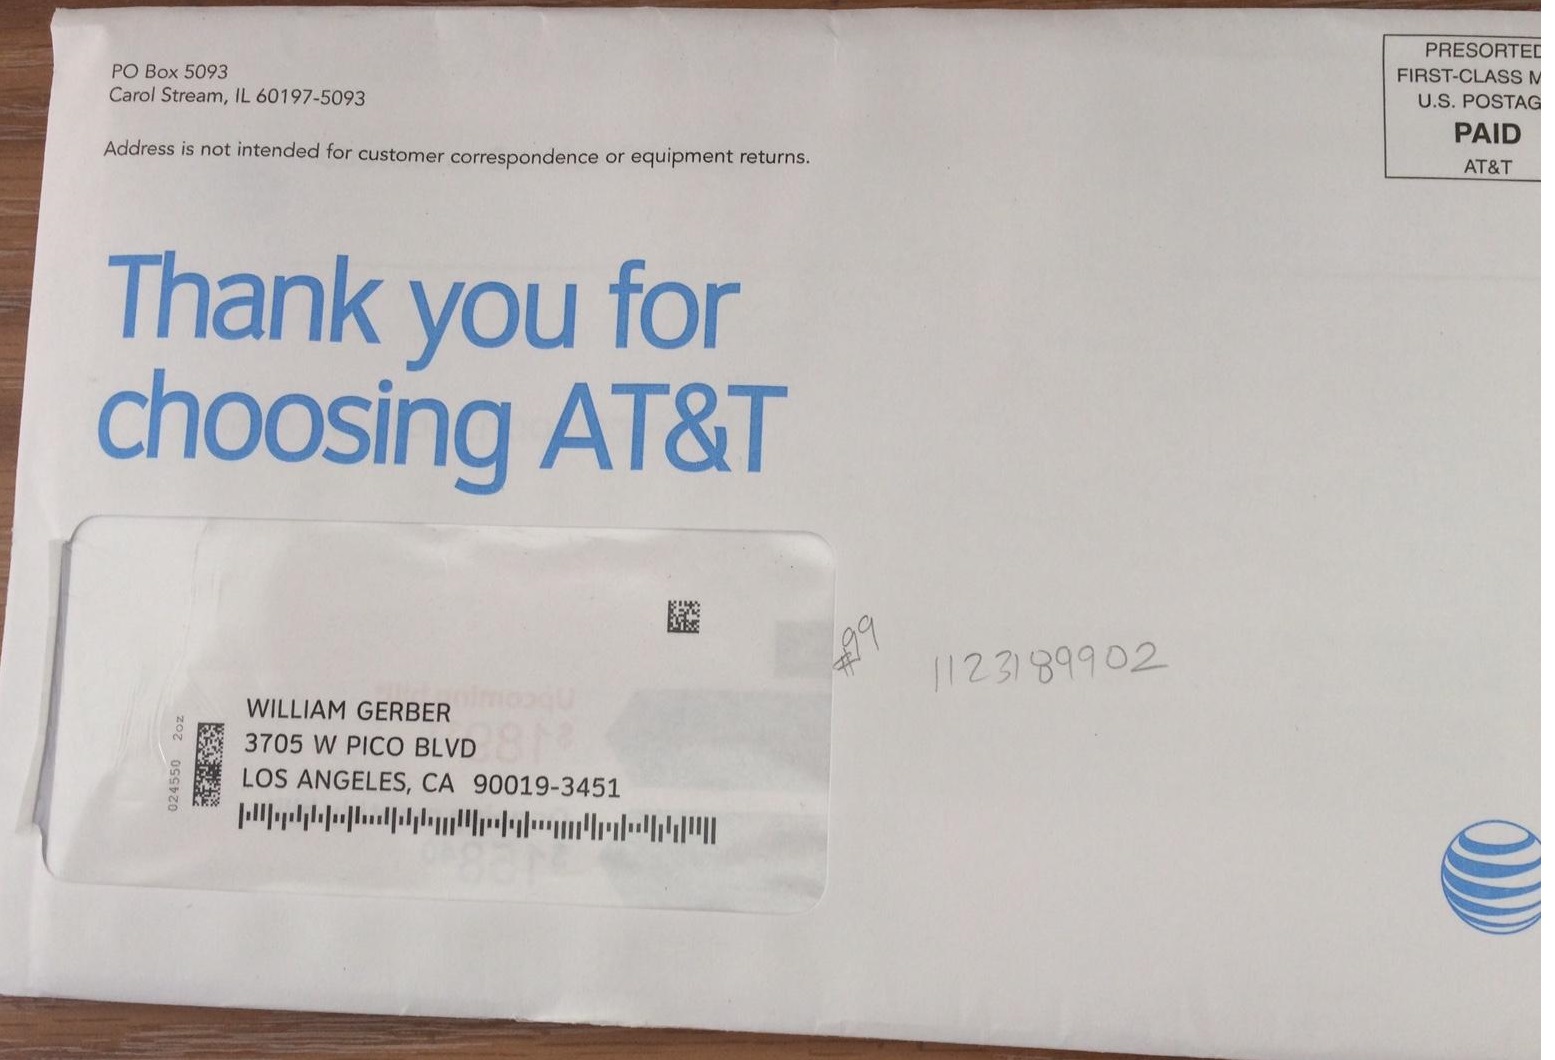 PO Box 5093
Carol Stream, IL 60197-5093
Address is not intended for customer correspondence or equipment returns.
PRESORTED
FIRST-CLASS M
U.S. POSTAG
PAID
AT&T
Thank you for
choosing AT&T
#99
1123189902
024550 2oz
WILLIAM GERBER
3705 W PICO BLVD
LOS ANGELES, CA 90019-3451